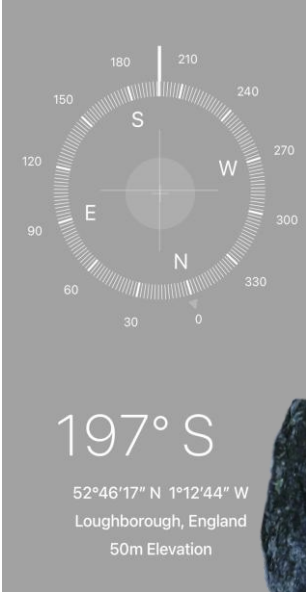 180 210
150 240
S
120 W 270
E
90 300
N
60 330
30 0
197° S
52°46'17" N 1°12'44" W
Loughborough, England
50m Elevation